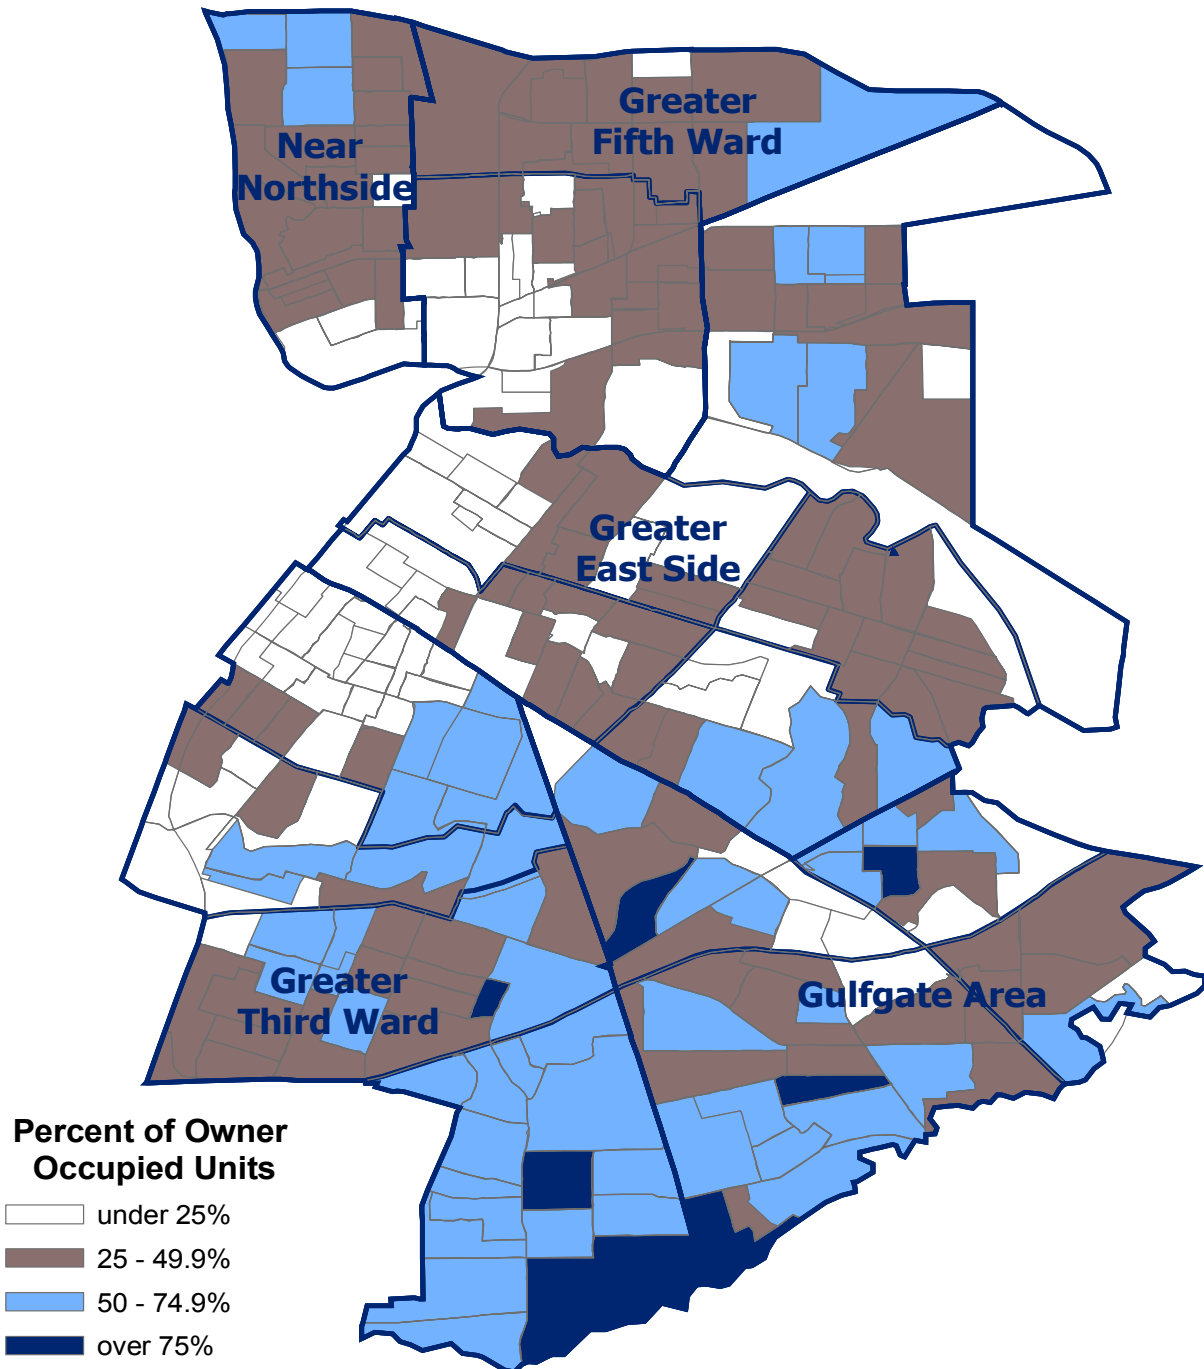 Greater
Fifth Ward
Near
Northside
Greater
East Side
Greater
Third Ward
Gulfgate Area
Percent of Owner
Occupied Units
under 25%
25 - 49.9%
50 - 74.9%
over 75%